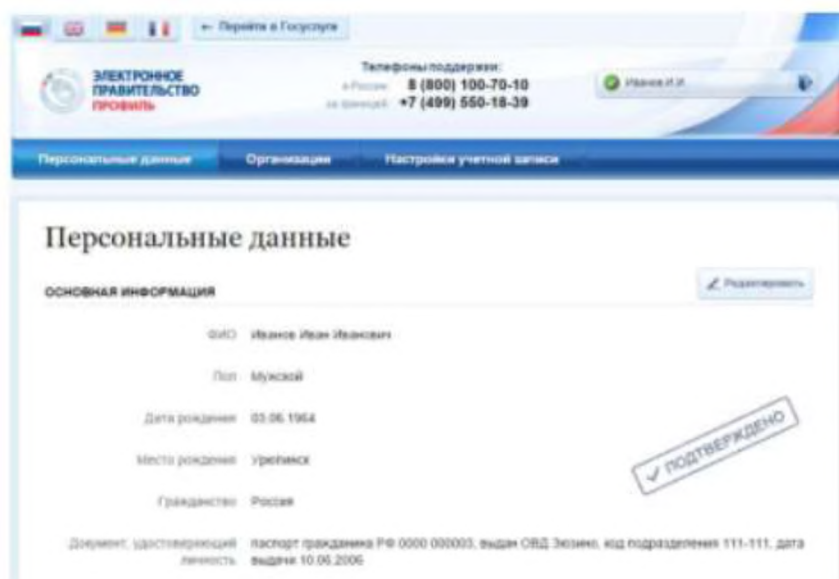 ← Перейти в Госуслуги
ЭЛЕКТРОННОЕ
ПРАВИТЕЛЬСТВО
ПРОФИЛЬ
Телефоны поддержки:
в России 8 (800) 100-70-10
за границей +7 (499) 550-18-39
Иванов И.И.
Персональные данные Организации Настройки учетной записи
Персональные данные
ОСНОВНАЯ ИНФОРМАЦИЯ
Редактировать
ФИО Иванов Иван Иванович
Пол Мужской
Дата рождения 03.06.1964
Место рождения Урюпинск
Гражданство Россия
ПОДТВЕРЖДЕНО
Документ, удостоверяющий личность паспорт гражданина РФ 0000 000003, выдан ОВД Зюзино, код подразделения 111-111, дата
выдачи 10.06.2006